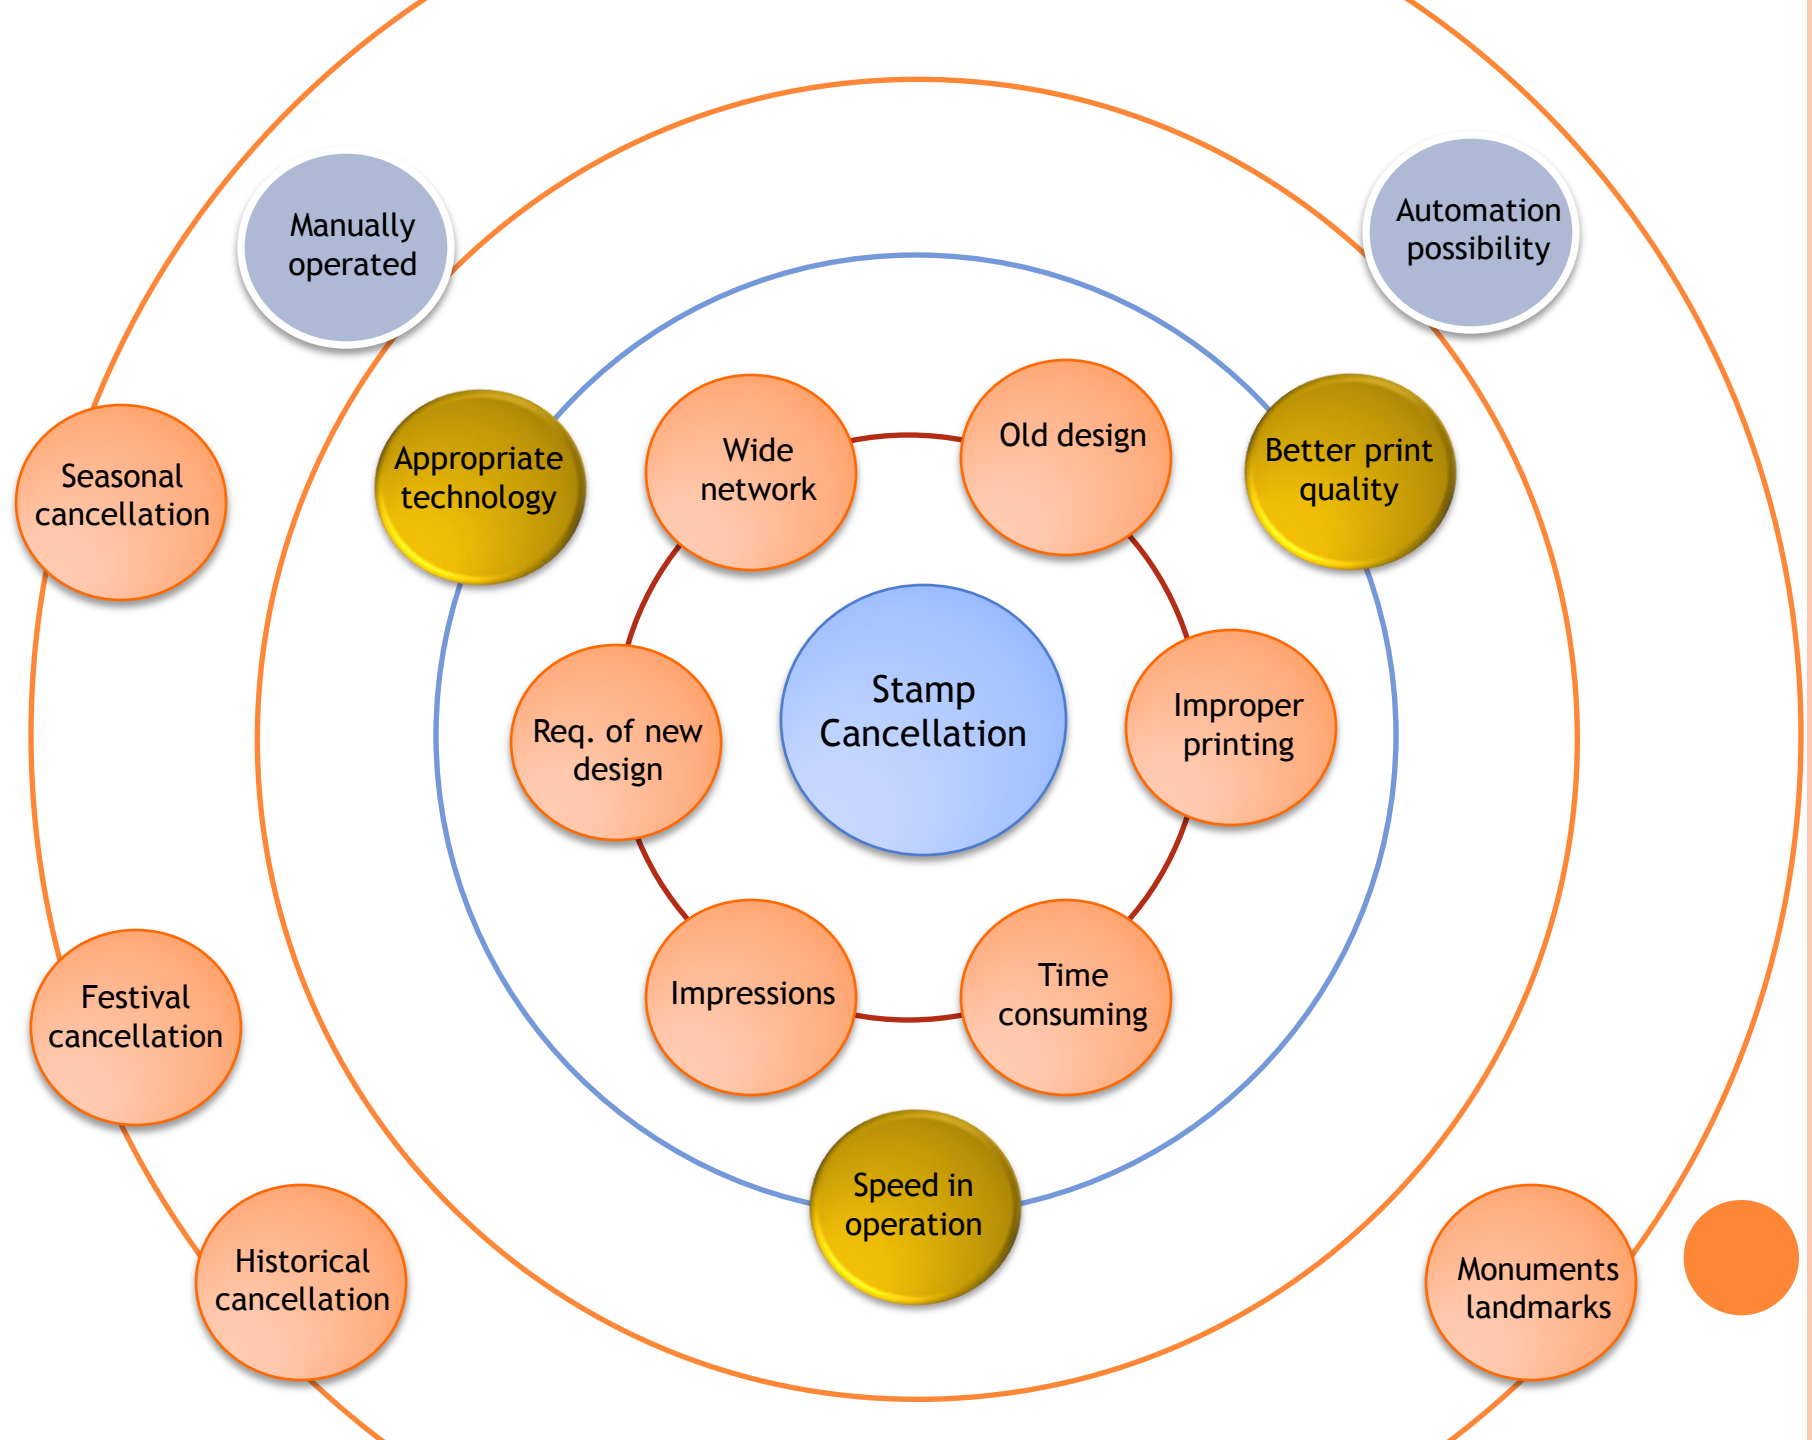 Manually
operated
Automation
possibility
Appropriate
technology
Wide
network
Old design
Better print
quality
Seasonal
cancellation
Stamp
Cancellation
Req. of new
design
Improper
printing
Impressions
Time
consuming
Festival
cancellation
Speed in
operation
Historical
cancellation
Monuments
landmarks